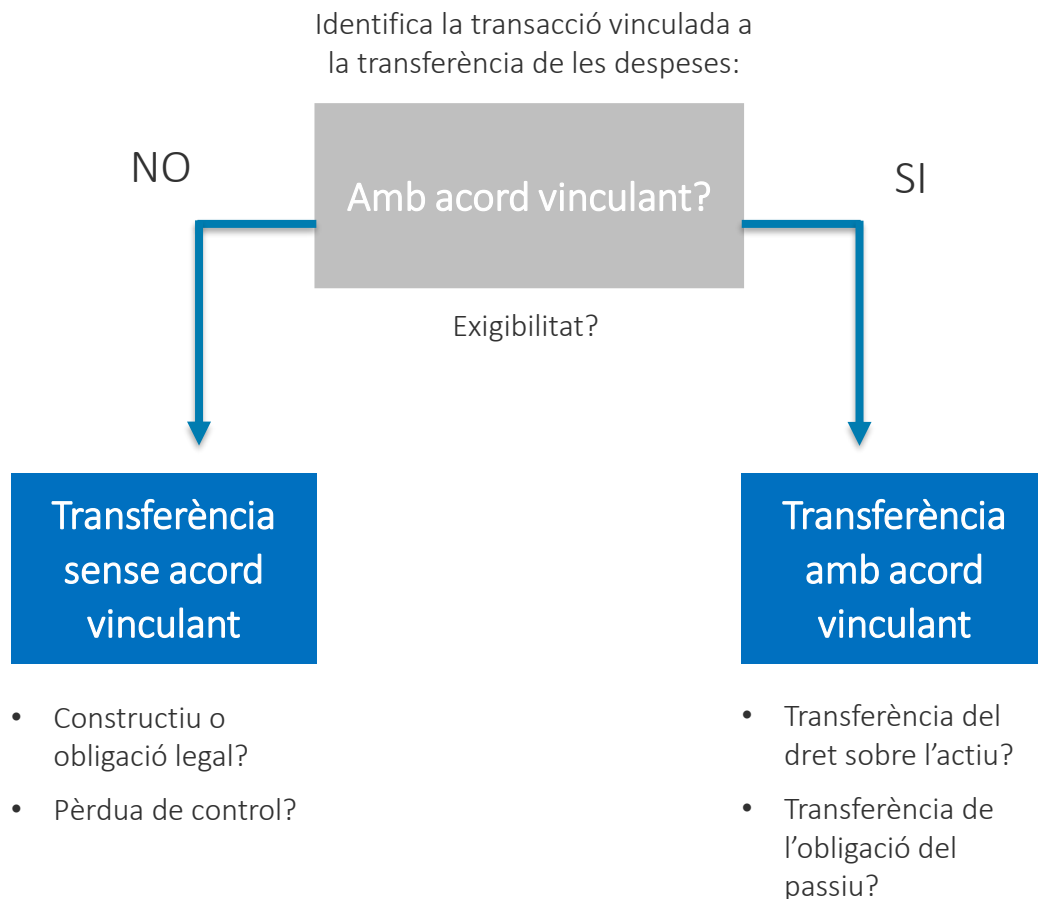 Identifica la transacció vinculada a
la transferència de les despeses:
NO
Amb acord vinculant?
SI
Exigibilitat?
Transferència
sense acord
vinculant
• Constructiu o
obligació legal?
• Pèrdua de control?
Transferència
amb acord
vinculant
• Transferència del
dret sobre l’actiu?
• Transferència de
l’obligació del
passiu?